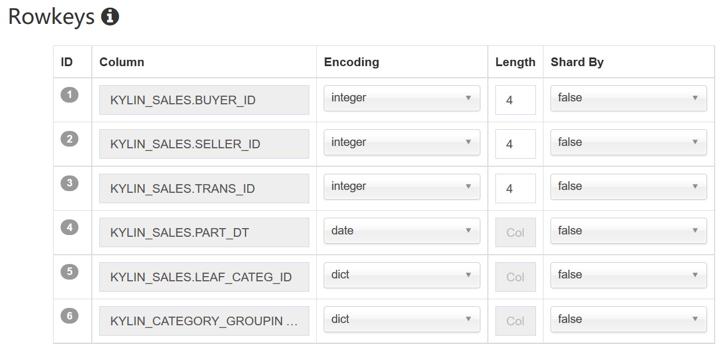 Rowkeys
ID Column Encoding Length Shard By
1 KYLIN_SALES.BUYER_ID integer 4 false
2 KYLIN_SALES.SELLER_ID integer 4 false
3 KYLIN_SALES.TRANS_ID integer 4 false
4 KYLIN_SALES.PART_DT date Col false
5 KYLIN_SALES.LEAF_CATEG_ID dict Col false
6 KYLIN_CATEGORY_GROUPIN ... dict Col false